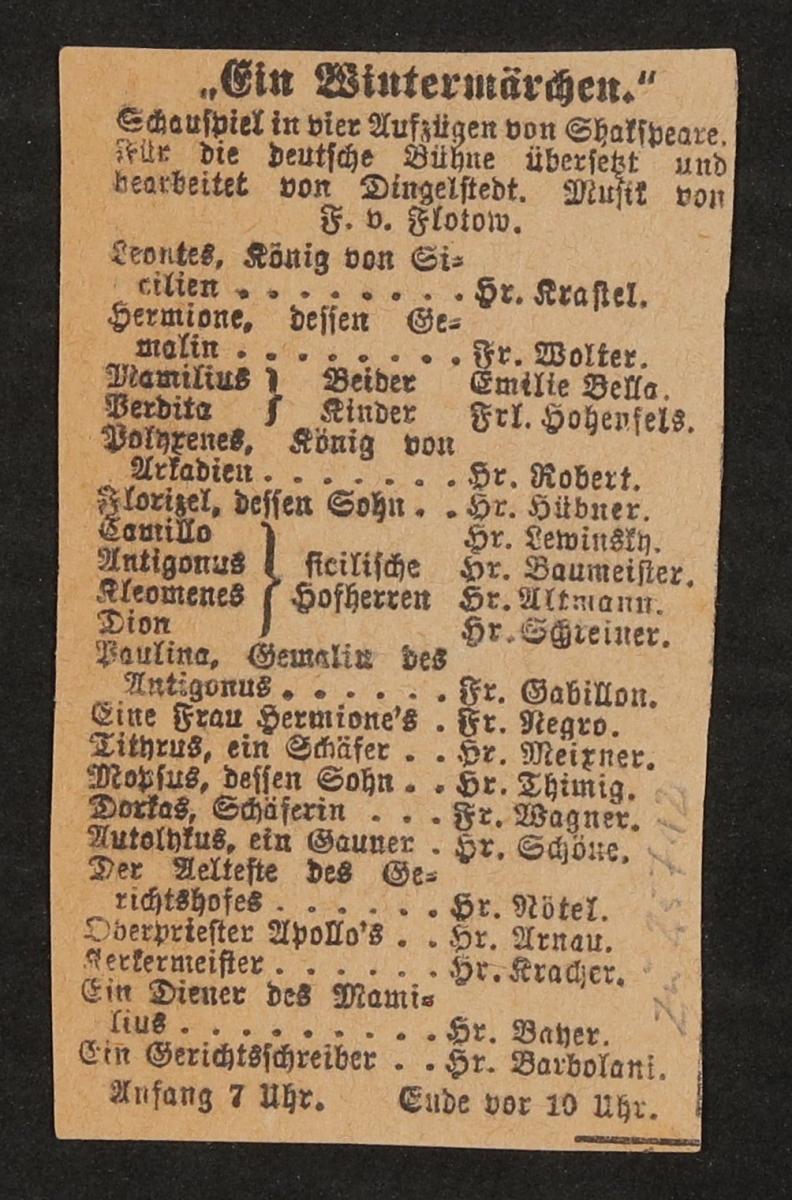 „Ein Wintermärchen.“
Schauspiel in vier Aufzügen von Shakspeare.
Für die deutsche Bühne übersetzt und
bearbeitet von Dingelstedt. Musik von
F. v. Flotow.
Leontes, König von Si-
cilien . . . . . . . . Hr. Krastel.
Hermione, dessen Ge-
malin . . . . . . . . Fr. Wolter.
Mamilius } Beider Emilie Bella.
Perdita } Kinder Frl. Hohenfels.
Polyxenes, König von
Arkadien . . . . . . . Hr. Robert.
Florizel, dessen Sohn . . Hr. Hübner.
Camillo Hr. Lewinsky.
Antigonus } sicilische Hr. Baumeister.
Kleomenes } Hofherren Hr. Altmann.
Dion Hr. Schreiner.
Paulina, Gemalin des
Antigonus . . . . . . Fr. Gabillon.
Eine Frau Hermione's . Fr. Negro.
Tityrus, ein Schäfer . . Hr. Meixner.
Mopsus, dessen Sohn . . Hr. Thimig.
Dorkas, Schäferin . . . Fr. Wagner.
Autolykus, ein Gauner . Hr. Schöne.
Der Aelteste des Ge-
richtshofes . . . . . . Hr. Nötel.
Oberpriester Apollo's . . Hr. Arnau.
Kerkermeister . . . . . . Hr. Kracher.
Ein Diener des Mami-
lius . . . . . . . . . Hr. Bayer.
Ein Gerichtsschreiber . . Hr. Barbolani.
Anfang 7 Uhr. Ende vor 10 Uhr.